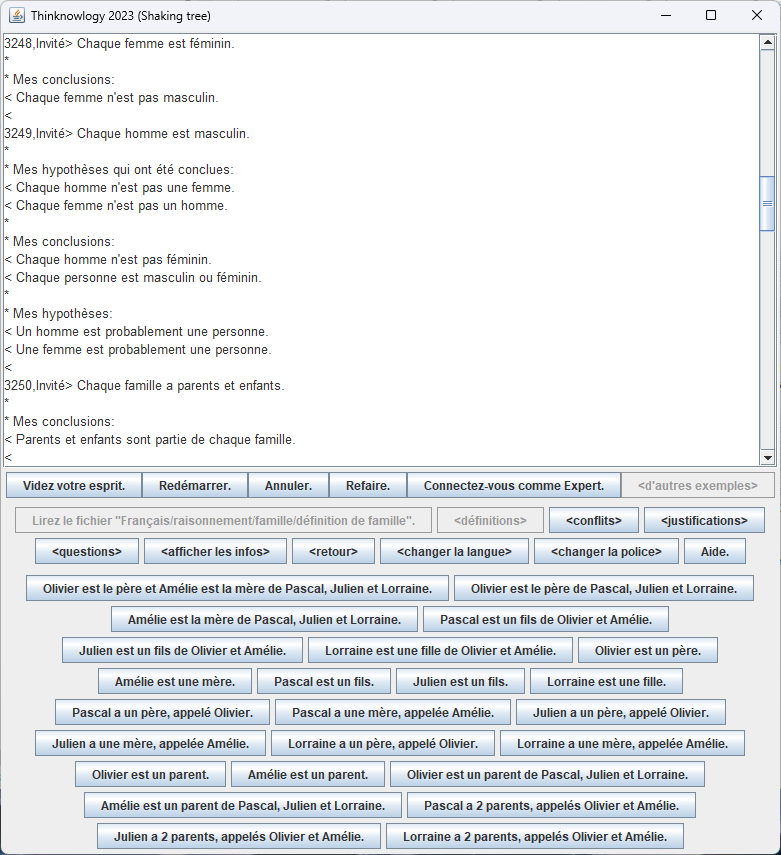 Thinknowlogy 2023 (Shaking tree)
3248,Invité> Chaque femme est féminin.
*
* Mes conclusions:
< Chaque femme n'est pas masculin.
<
3249,Invité> Chaque homme est masculin.
*
* Mes hypothèses qui ont été conclues:
< Chaque homme n'est pas une femme.
< Chaque femme n'est pas un homme.
*
* Mes conclusions:
< Chaque homme n'est pas féminin.
< Chaque personne est masculin ou féminin.
*
* Mes hypothèses:
< Un homme est probablement une personne.
< Une femme est probablement une personne.
<
3250,Invité> Chaque famille a parents et enfants.
*
* Mes conclusions:
< Parents et enfants sont partie de chaque famille.
<
Videz votre esprit. Redémarrer. Annuler. Refaire. Connectez-vous comme Expert. <d'autres exemples>
Lirez le fichier "Français/raisonnement/famille/définition de famille". <définitions> <conflits> <justifications>
<questions> <afficher les infos> <retour> <changer la langue> <changer la police> Aide.
Olivier est le père et Amélie est la mère de Pascal, Julien et Lorraine. Olivier est le père de Pascal, Julien et Lorraine.
Amélie est la mère de Pascal, Julien et Lorraine. Pascal est un fils de Olivier et Amélie.
Julien est un fils de Olivier et Amélie. Lorraine est une fille de Olivier et Amélie. Olivier est un père.
Amélie est une mère. Pascal est un fils. Julien est un fils. Lorraine est une fille.
Pascal a un père, appelé Olivier. Pascal a une mère, appelée Amélie. Julien a un père, appelé Olivier.
Julien a une mère, appelée Amélie. Lorraine a un père, appelé Olivier. Lorraine a une mère, appelée Amélie.
Olivier est un parent. Amélie est un parent. Olivier est un parent de Pascal, Julien et Lorraine.
Amélie est un parent de Pascal, Julien et Lorraine. Pascal a 2 parents, appelés Olivier et Amélie.
Julien a 2 parents, appelés Olivier et Amélie. Lorraine a 2 parents, appelés Olivier et Amélie.